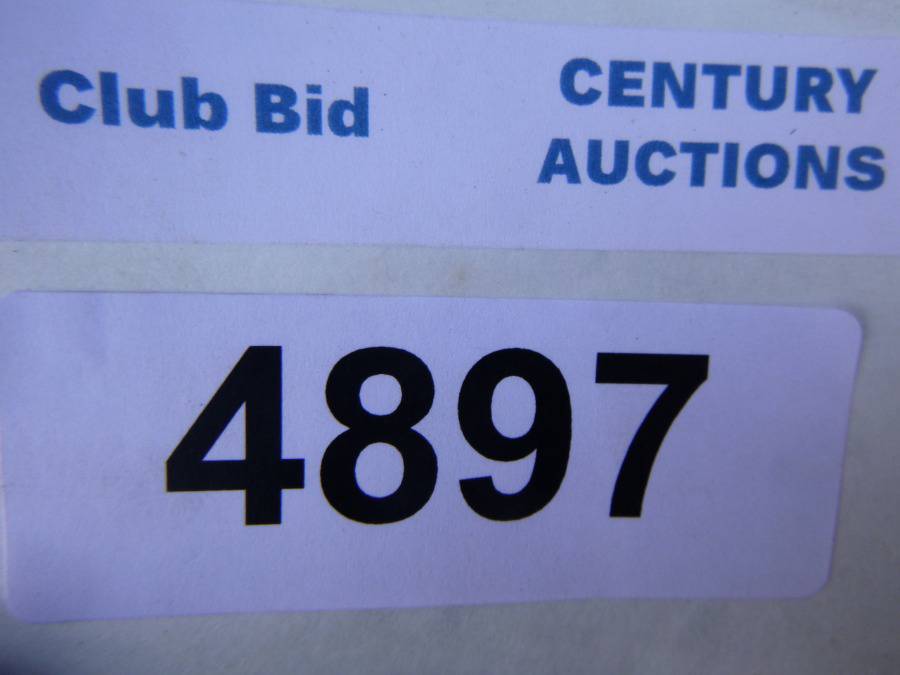 Club Bid
CENTURY
AUCTIONS
4897